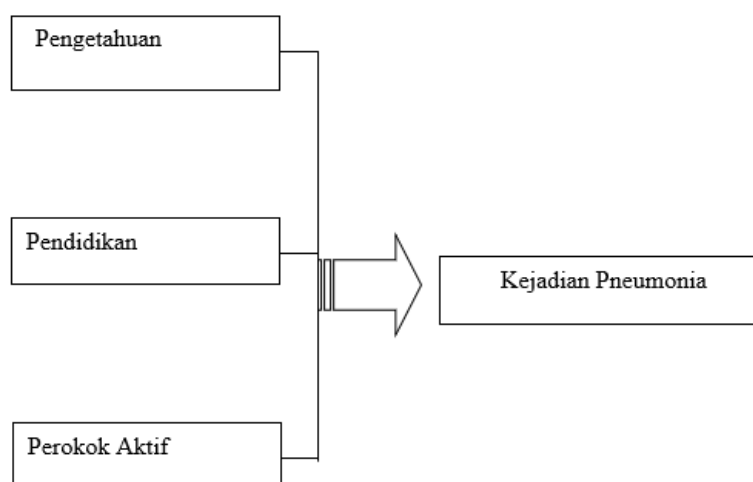 Pengetahuan
Pendidikan
Kejadian Pneumonia
Perokok Aktif